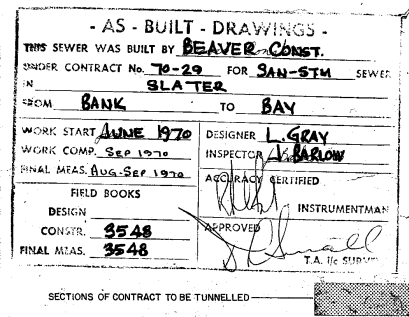 - AS - BUILT - DRAWINGS -
THIS SEWER WAS BUILT BY BEAVER CONST.
UNDER CONTRACT No. 70-29 FOR SAN-STM SEWER
IN SLATER
FROM BANK TO BAY
WORK START JUNE 1970
WORK COMP. SEP 1970
FINAL MEAS. AUG-SEP 1970
FIELD BOOKS
DESIGN
CONSTR. 3548
FINAL MEAS. 3548
DESIGNER L. GRAY
INSPECTOR J. BARLOW
ACCURACY CERTIFIED
INSTRUMENTMAN
APPROVED
T.A. i/c SURVEY
SECTIONS OF CONTRACT TO BE TUNNELLED